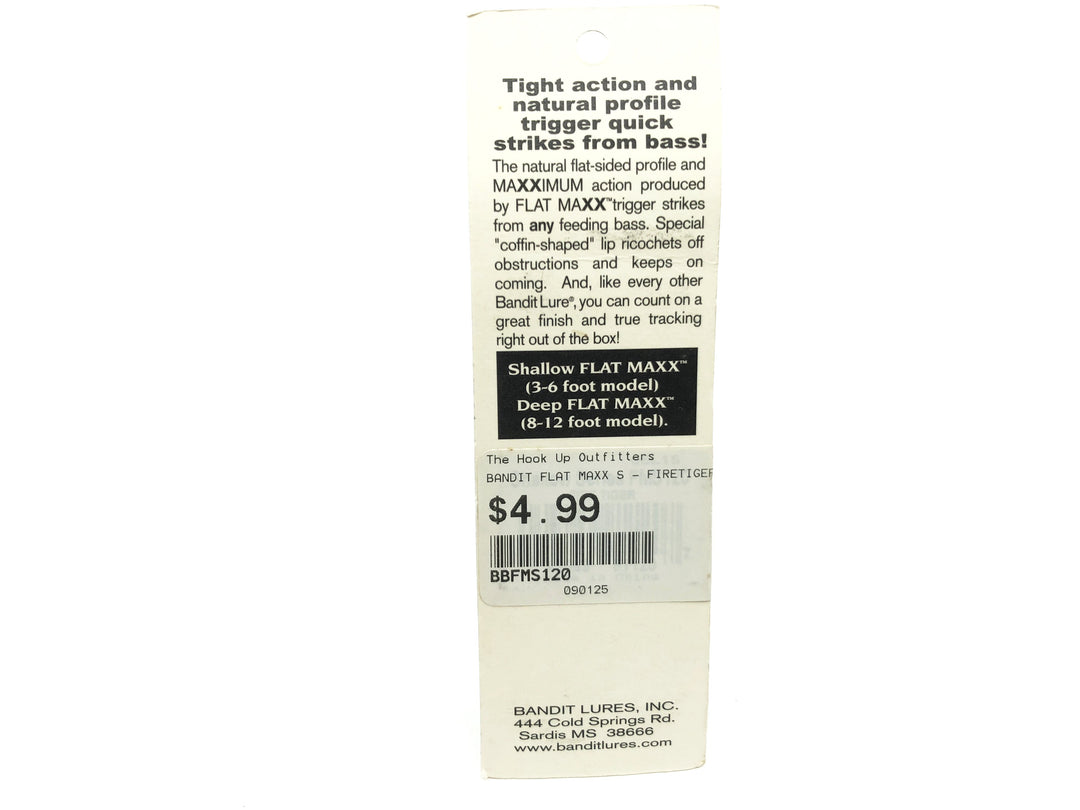 Tight action and
natural profile
trigger quick
strikes from bass!
The natural flat-sided profile and
MAXXIMUM action produced
by FLAT MAXX™trigger strikes
from any feeding bass. Special
"coffin-shaped" lip ricochets off
obstructions and keeps on
coming. And, like every other
Bandit Lure®, you can count on a
great finish and true tracking
right out of the box!
Shallow FLAT MAXX™
(3-6 foot model)
Deep FLAT MAXX™
(8-12 foot model).
The Hook Up Outfitters
BANDIT FLAT MAXX S - FIRETIGER
$4.99
BBFMS120
090125
BANDIT LURES, INC.
444 Cold Springs Rd.
Sardis MS 38666
www.banditlures.com